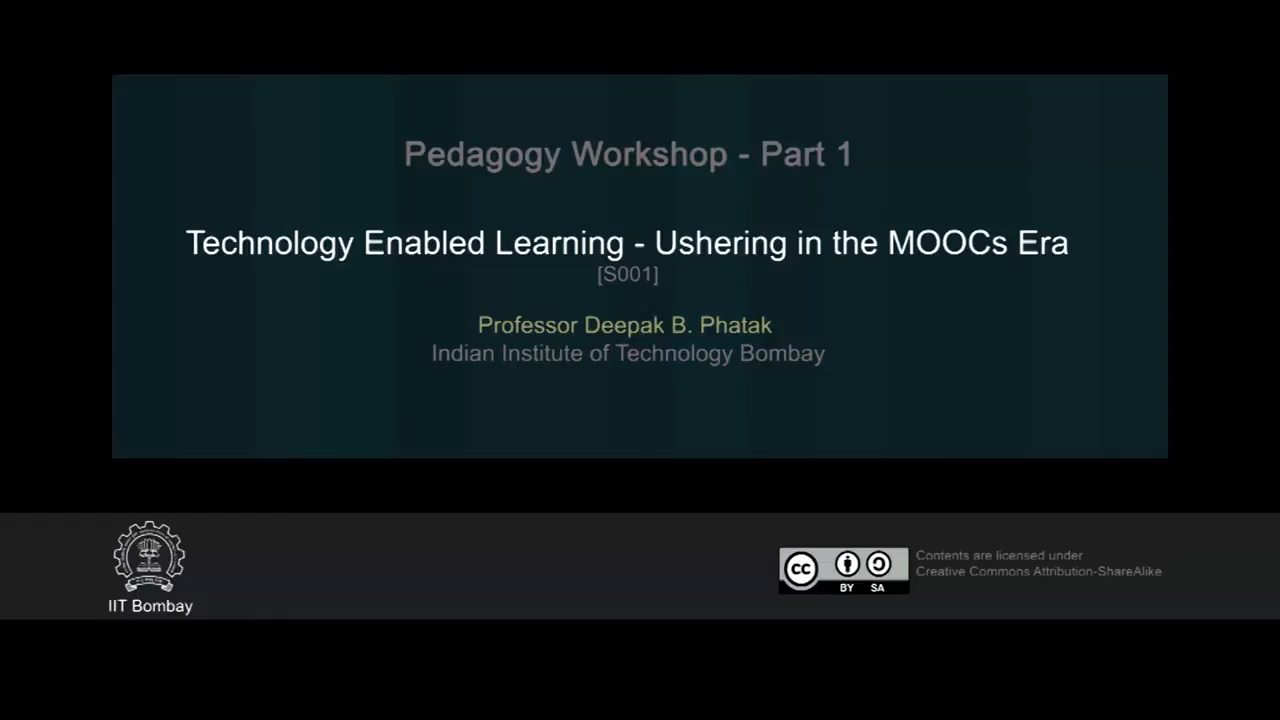 Pedagogy Workshop - Part 1
Technology Enabled Learning - Ushering in the MOOCs Era
[S001]
Professor Deepak B. Phatak
Indian Institute of Technology Bombay
IIT Bombay
cc
BY SA
Contents are licensed under
Creative Commons Attribution-ShareAlike